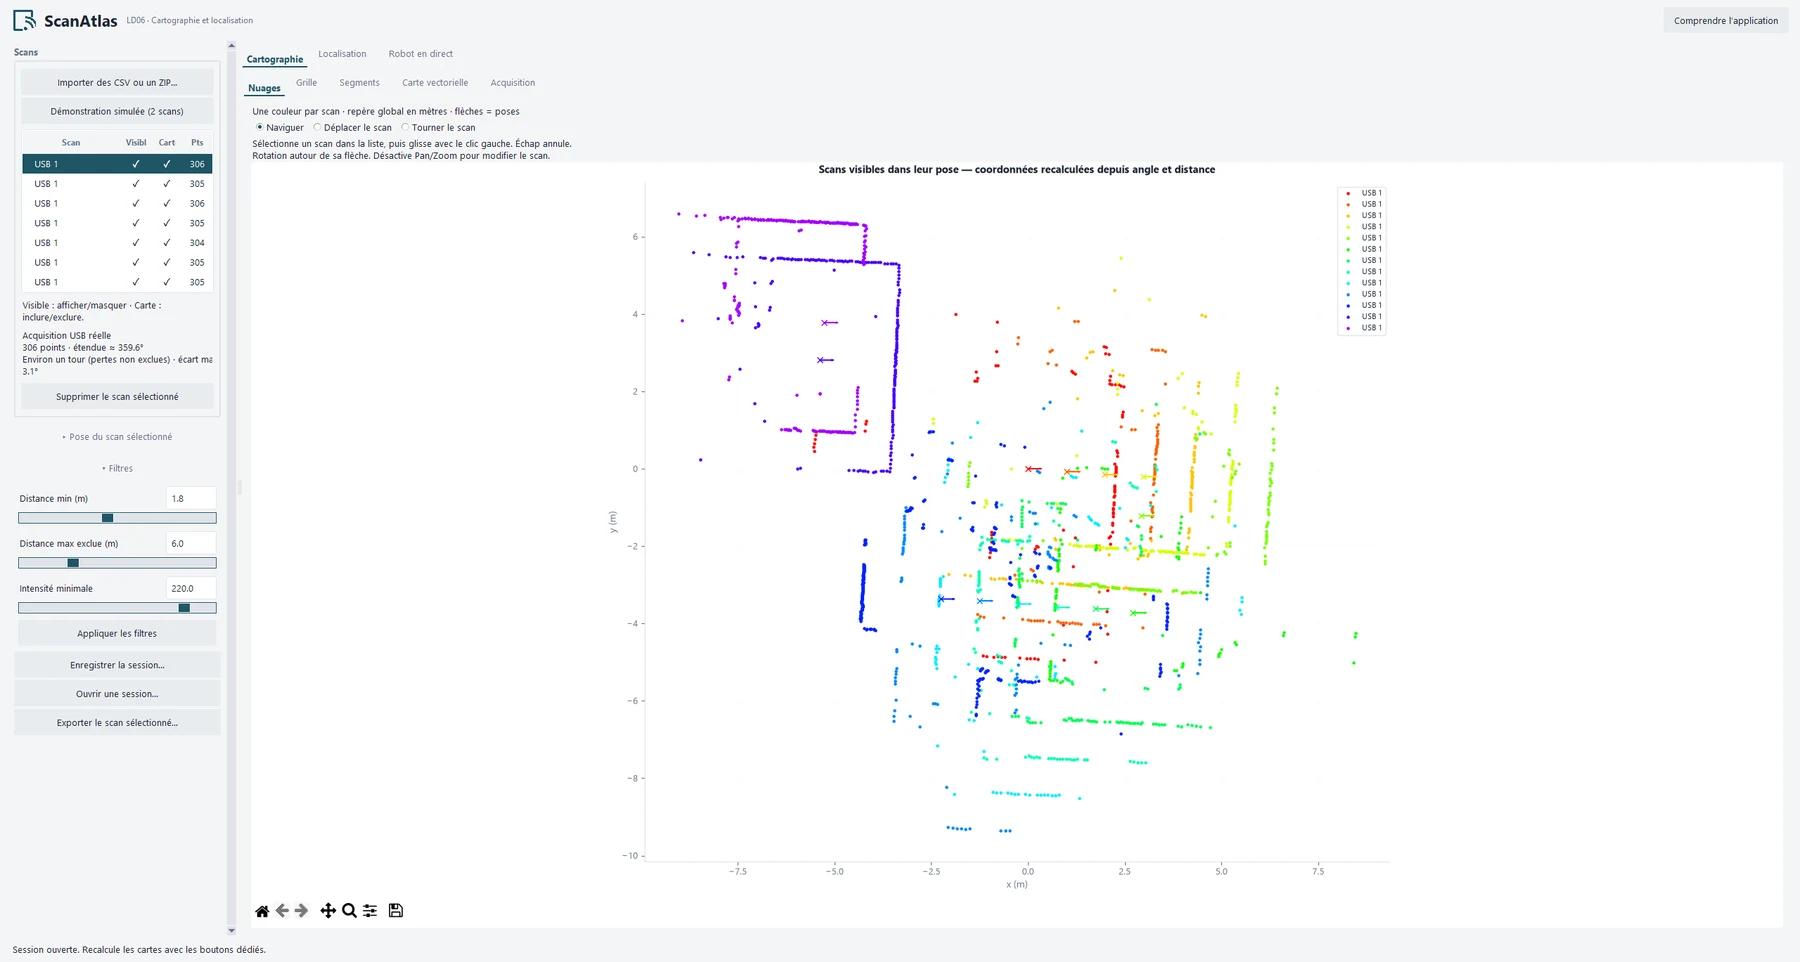 ScanAtlas LD06 · Cartographie et localisation Comprendre l'application
Scans
Importer des CSV ou un ZIP...
Démonstration simulée (2 scans)
Scan Visibl Cart Pts
USB 1 ✓ ✓ 306
USB 1 ✓ ✓ 305
USB 1 ✓ ✓ 306
USB 1 ✓ ✓ 305
USB 1 ✓ ✓ 304
USB 1 ✓ ✓ 305
USB 1 ✓ ✓ 305
Visible : afficher/masquer · Carte :
inclure/exclure.
Acquisition USB réelle
306 points · étendue ≈ 359.6°
Environ un tour (pertes non exclues) · écart ma
3.1°
Supprimer le scan sélectionné
‣ Pose du scan sélectionné
‣ Filtres
Distance min (m) 1.8
Distance max exclue (m) 6.0
Intensité minimale 220.0
Appliquer les filtres
Enregistrer la session...
Ouvrir une session...
Exporter le scan sélectionné...
Cartographie Localisation Robot en direct
Nuages Grille Segments Carte vectorielle Acquisition
Une couleur par scan · repère global en mètres · flèches = poses
Naviguer Déplacer le scan Tourner le scan
Sélectionne un scan dans la liste, puis glisse avec le clic gauche. Échap annule.
Rotation autour de sa flèche. Désactive Pan/Zoom pour modifier le scan.
Scans visibles dans leur pose — coordonnées recalculées depuis angle et distance
USB 1
USB 1
USB 1
USB 1
USB 1
USB 1
USB 1
USB 1
USB 1
USB 1
USB 1
USB 1
USB 1
6
4
2
0
−2
−4
−6
−8
−10
y (m)
−7.5 −5.0 −2.5 0.0 2.5 5.0 7.5
x (m)
Session ouverte. Recalcule les cartes avec les boutons dédiés.